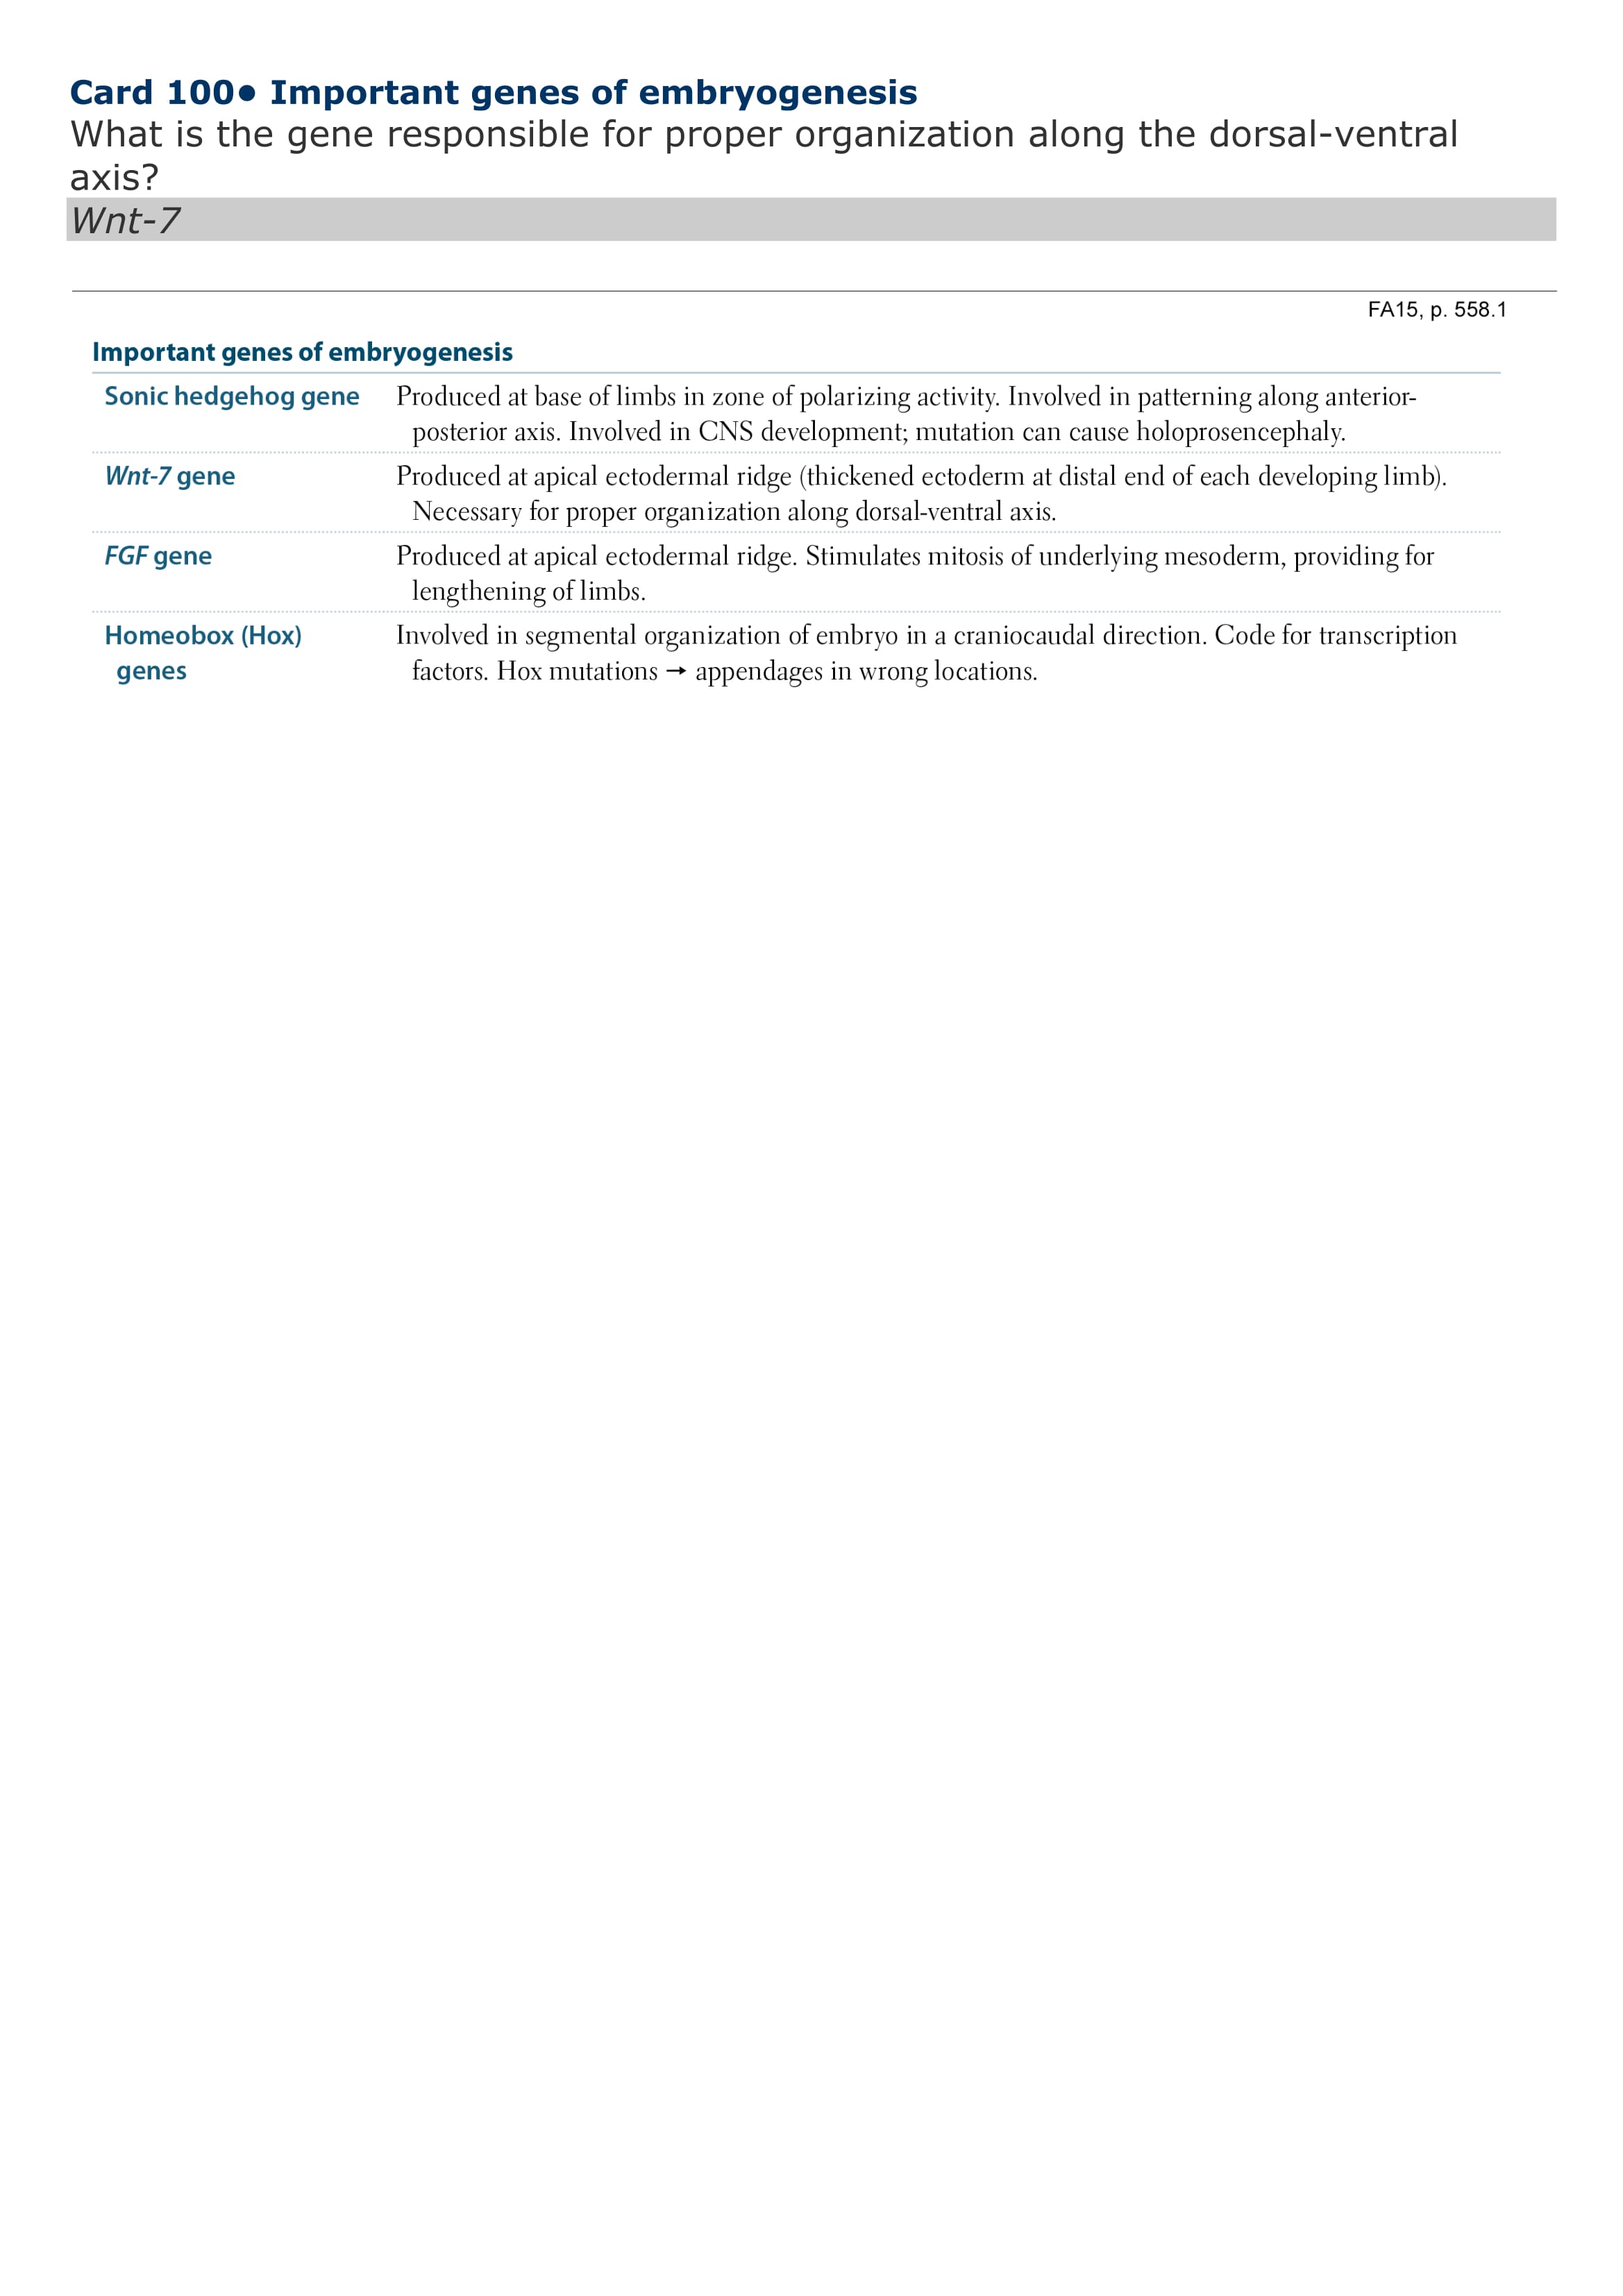 Card 100• Important genes of embryogenesis
What is the gene responsible for proper organization along the dorsal-ventral
axis?
Wnt-7
FA15, p. 558.1
Important genes of embryogenesis
Sonic hedgehog gene Produced at base of limbs in zone of polarizing activity. Involved in patterning along anterior-
posterior axis. Involved in CNS development; mutation can cause holoprosencephaly.
Wnt-7 gene Produced at apical ectodermal ridge (thickened ectoderm at distal end of each developing limb).
Necessary for proper organization along dorsal-ventral axis.
FGF gene Produced at apical ectodermal ridge. Stimulates mitosis of underlying mesoderm, providing for
lengthening of limbs.
Homeobox (Hox) Involved in segmental organization of embryo in a craniocaudal direction. Code for transcription
genes factors. Hox mutations → appendages in wrong locations.